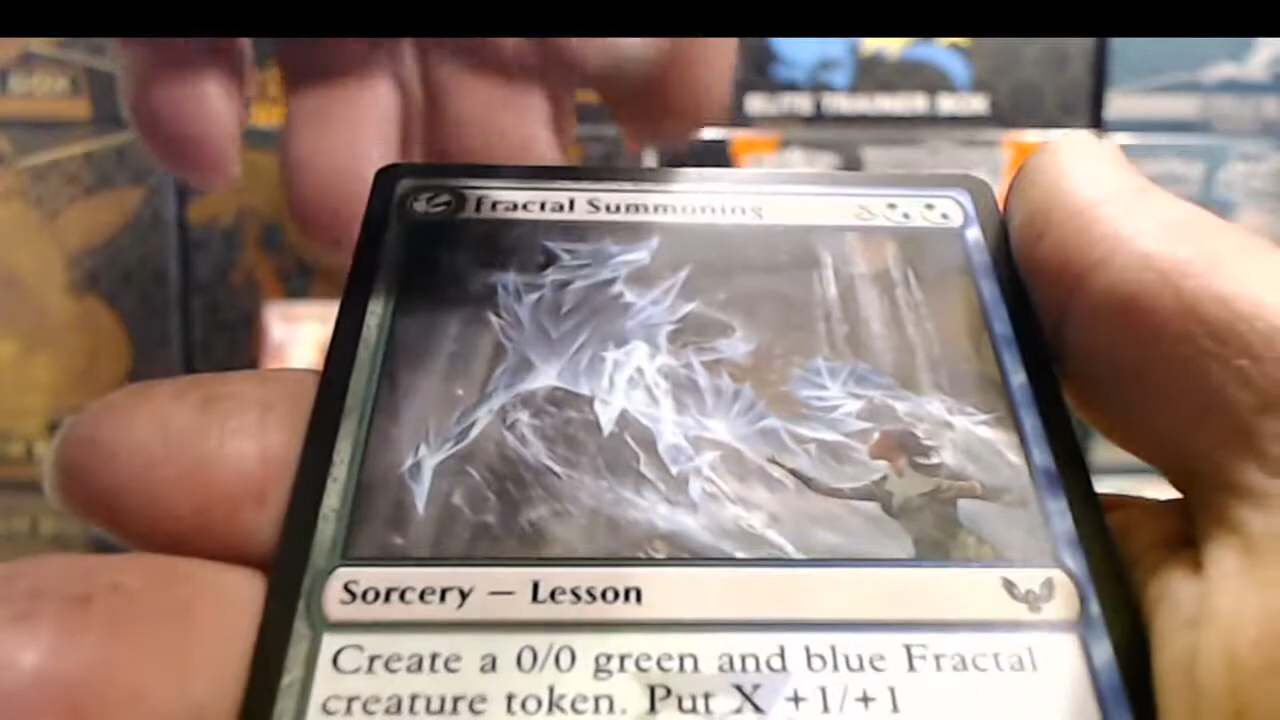 BOX
ELITE TRAINER BOX
Fractal Summoning
Sorcery — Lesson
Create a 0/0 green and blue Fractal
creature token. Put X +1/+1